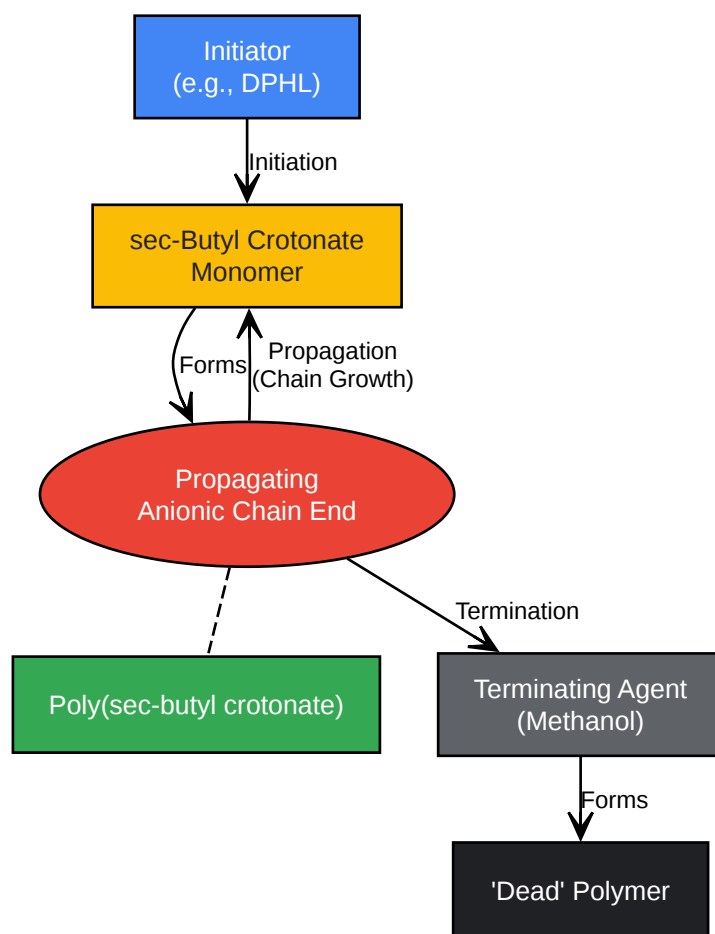 Initiator
(e.g., DPHL)
Initiation
sec-Butyl Crotonate
Monomer
Forms
Propagation
(Chain Growth)
Propagating
Anionic Chain End
Termination
Poly(sec-butyl crotonate)
Terminating Agent
(Methanol)
Forms
'Dead' Polymer